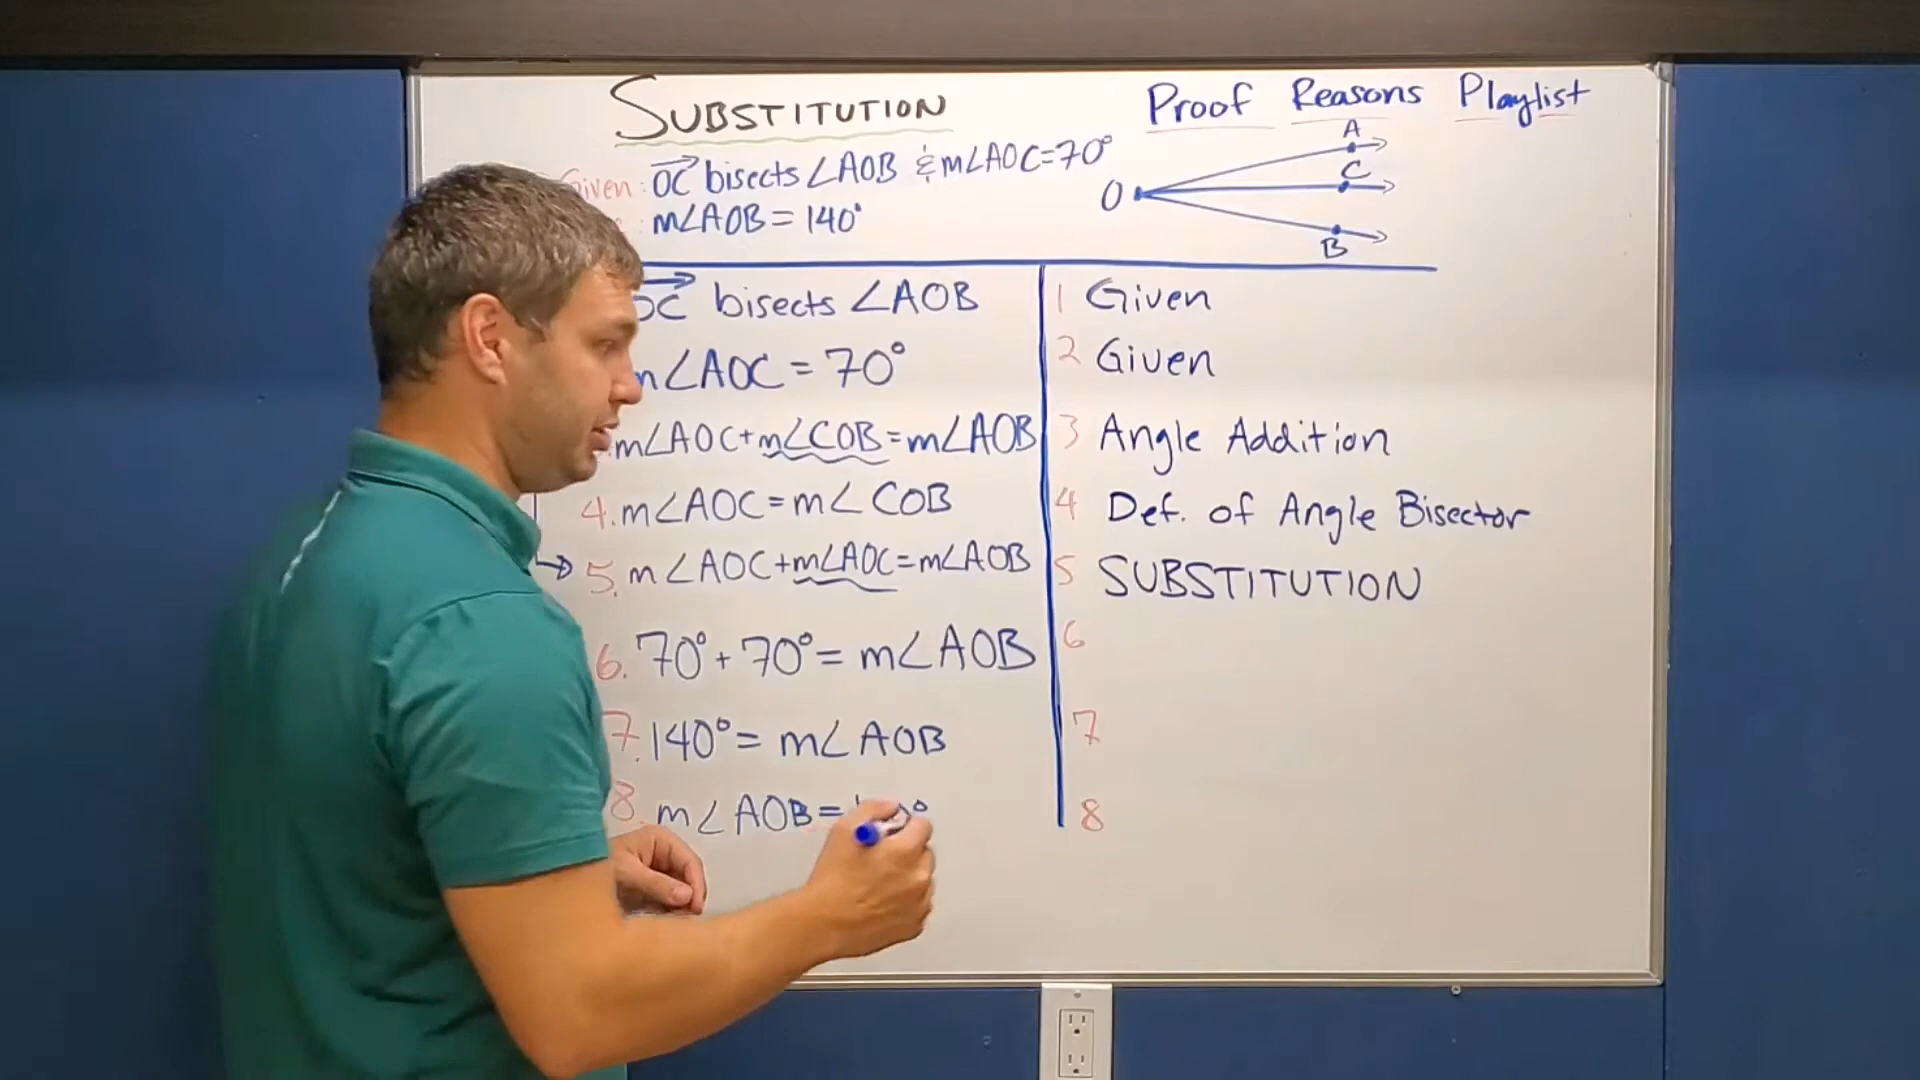 SUBSTITUTION
Proof Reasons Playlist
Given: OC bisects ∠AOB & m∠AOC=70°
: m∠AOB = 140°
A
C
O
B
OC bisects ∠AOB
1 Given
m∠AOC = 70°
2 Given
m∠AOC+m∠COB=m∠AOB
3 Angle Addition
4. m∠AOC=m∠COB
4 Def. of Angle Bisector
5. m∠AOC+m∠AOC=m∠AOB
5 SUBSTITUTION
6. 70°+70°= m∠AOB
6
7. 140°= m∠AOB
7
8. m∠AOB=
8